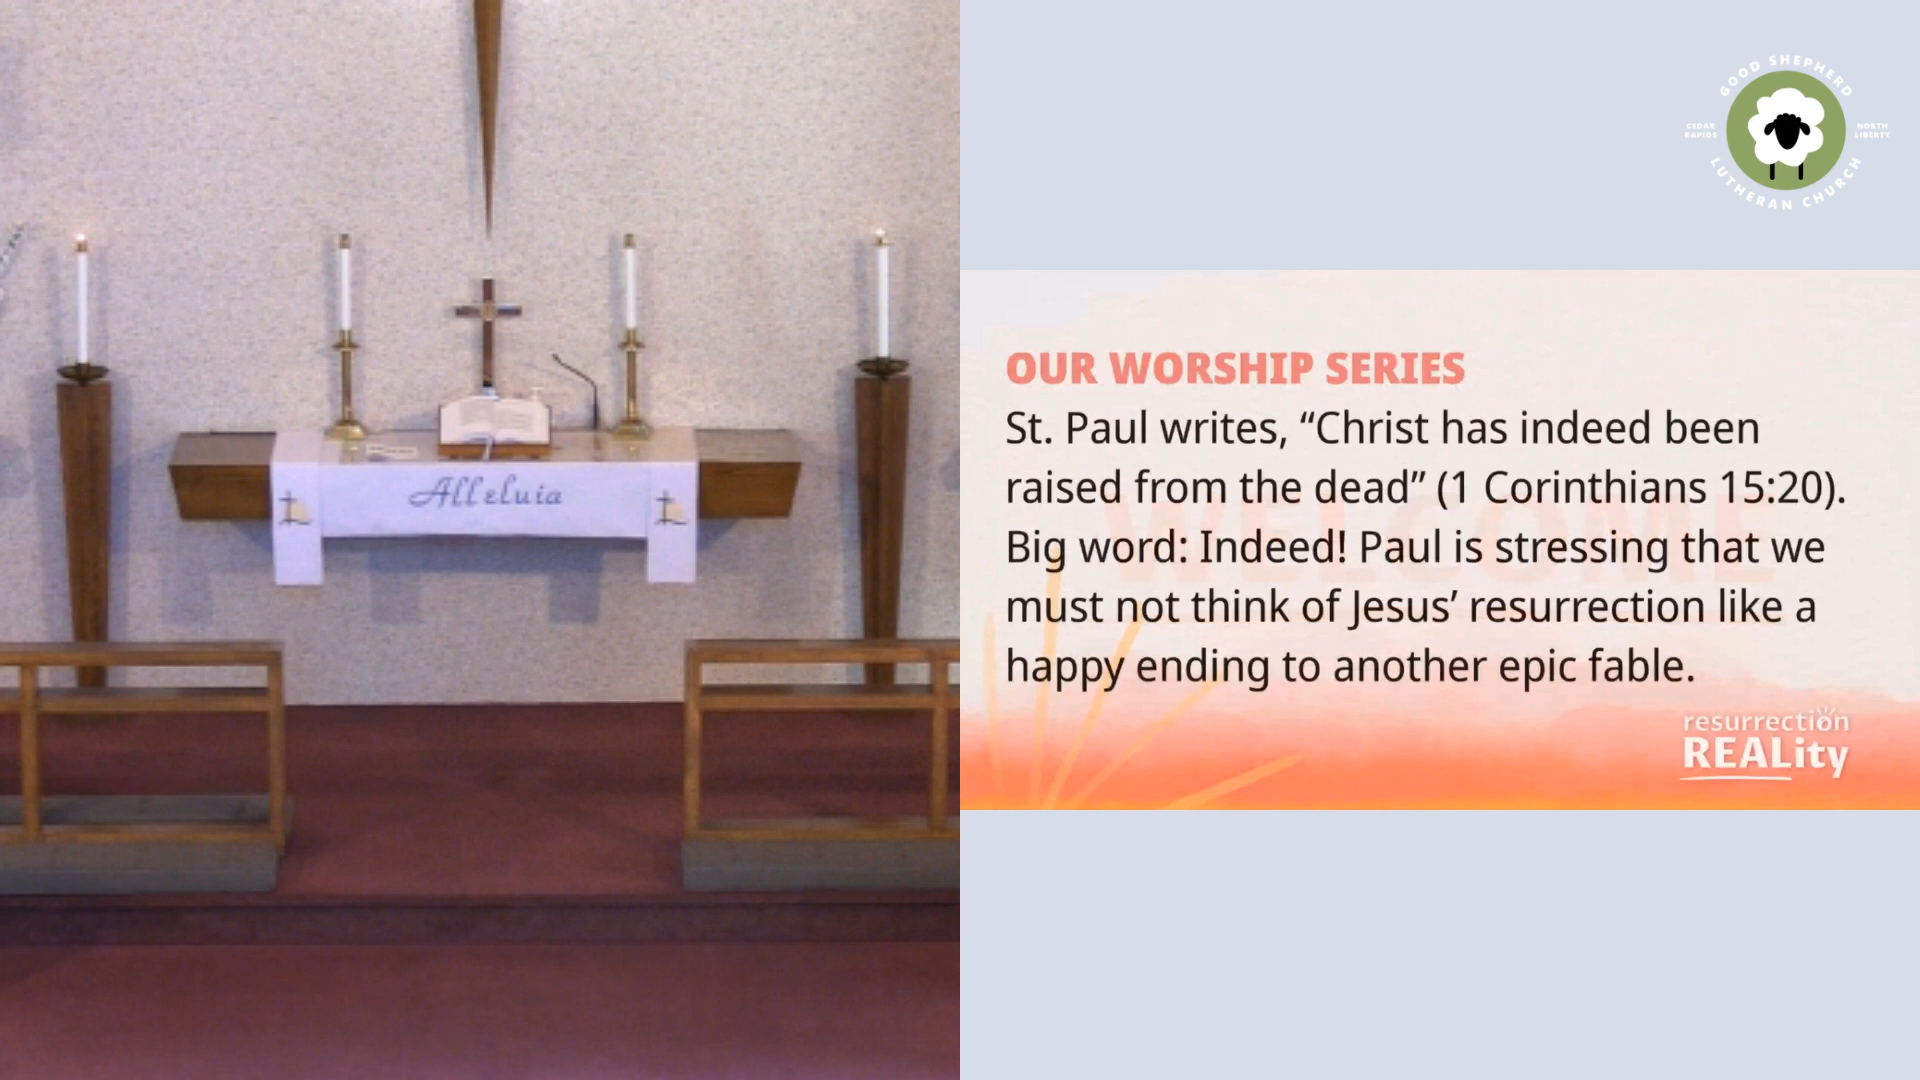 Alleluia
GOOD SHEPHERD
CEDAR
RAPIDS
NORTH
LIBERTY
LUTHERAN CHURCH
OUR WORSHIP SERIES
St. Paul writes, “Christ has indeed been
raised from the dead” (1 Corinthians 15:20).
Big word: Indeed! Paul is stressing that we
must not think of Jesus’ resurrection like a
happy ending to another epic fable.
WELCOME
resurrection
REALity